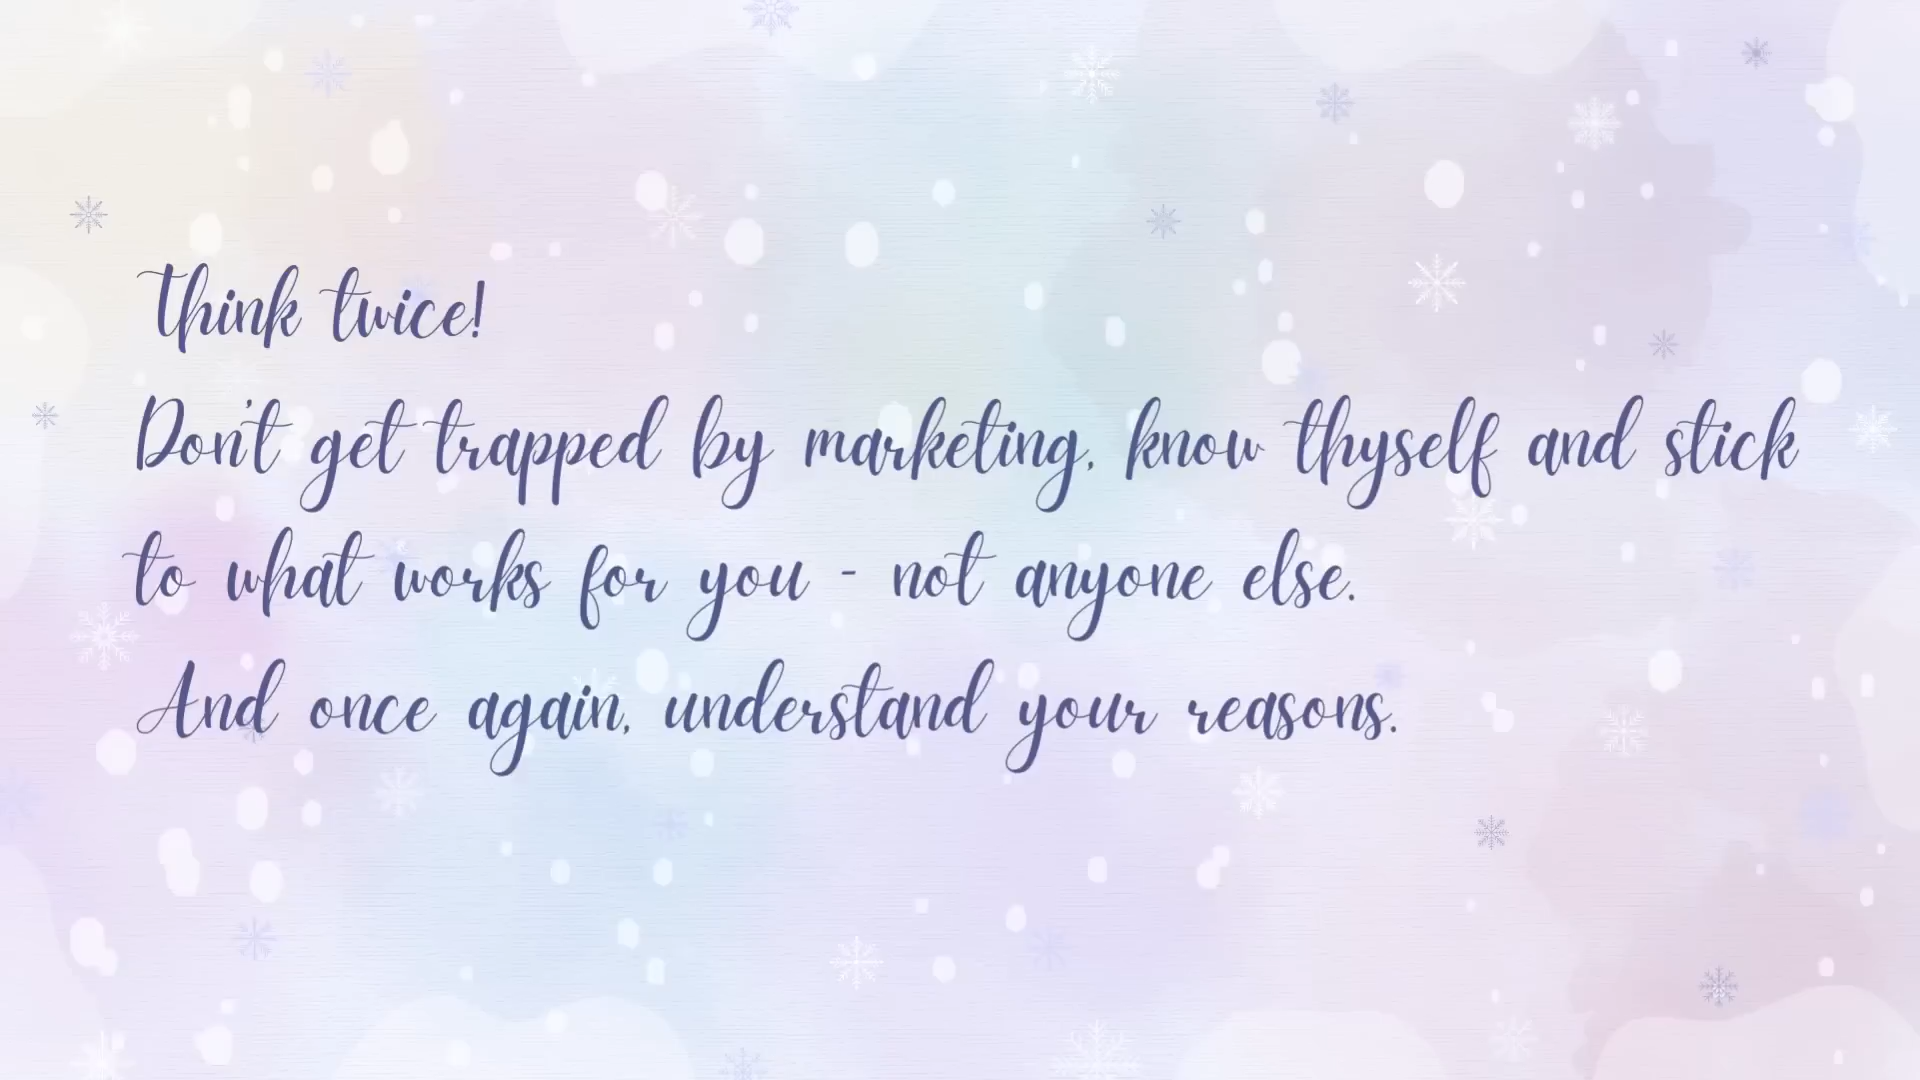 Think twice!
Don't get trapped by marketing, know thyself and stick
to what works for you - not anyone else.
And once again, understand your reasons.